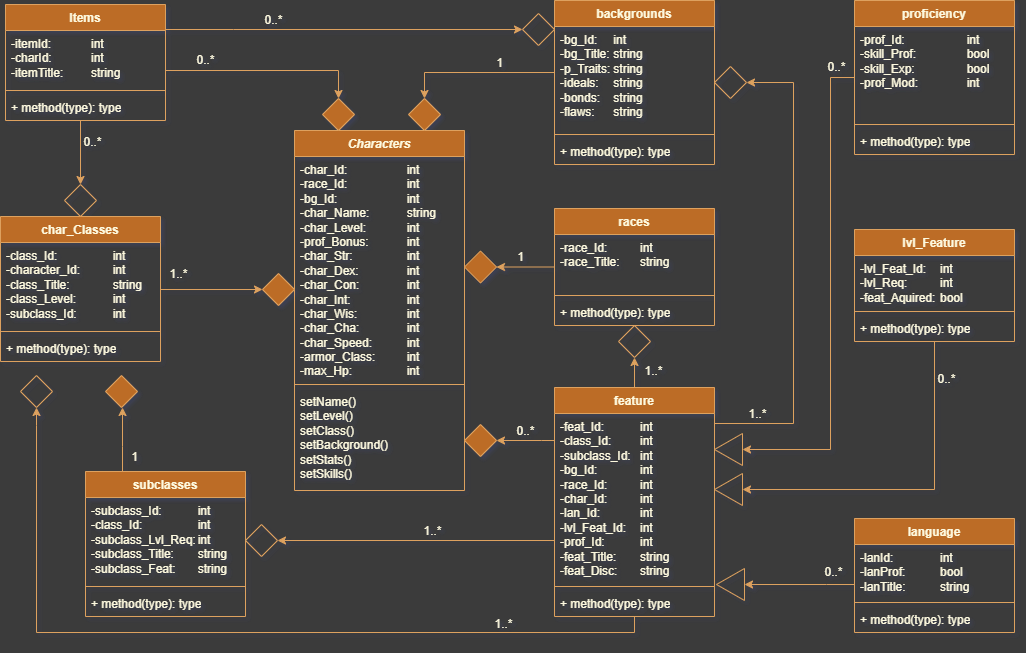 Items
-itemId: int
-charId: int
-itemTitle: string
+ method(type): type
0..*
0..*
0..*
backgrounds
-bg_Id: int
-bg_Title: string
-p_Traits: string
-ideals: string
-bonds: string
-flaws: string
+ method(type): type
1
proficiency
-prof_Id: int
-skill_Prof: bool
-skill_Exp: bool
-prof_Mod: int
+ method(type): type
0..*
char_Classes
-class_Id: int
-character_Id: int
-class_Title: string
-class_Level: int
-subclass_Id: int
+ method(type): type
1..*
Characters
-char_Id: int
-race_Id: int
-bg_Id: int
-char_Name: string
-char_Level: int
-prof_Bonus: int
-char_Str: int
-char_Dex: int
-char_Con: int
-char_Int: int
-char_Wis: int
-char_Cha: int
-char_Speed: int
-armor_Class: int
-max_Hp: int
setName()
setLevel()
setClass()
setBackground()
setStats()
setSkills()
races
-race_Id: int
-race_Title: string
+ method(type): type
1
1..*
lvl_Feature
-lvl_Feat_Id: int
-lvl_Req: int
-feat_Aquired: bool
+ method(type): type
0..*
feature
-feat_Id: int
-class_Id: int
-subclass_Id: int
-bg_Id: int
-race_Id: int
-char_Id: int
-lan_Id: int
-lvl_Feat_Id: int
-prof_Id: int
-feat_Title: string
-feat_Disc: string
+ method(type): type
1..*
0..*
1..*
1..*
subclasses
-subclass_Id: int
-class_Id: int
-subclass_Lvl_Req: int
-subclass_Title: string
-subclass_Feat: string
+ method(type): type
1
language
-lanId: int
-lanProf: bool
-lanTitle: string
+ method(type): type
0..*